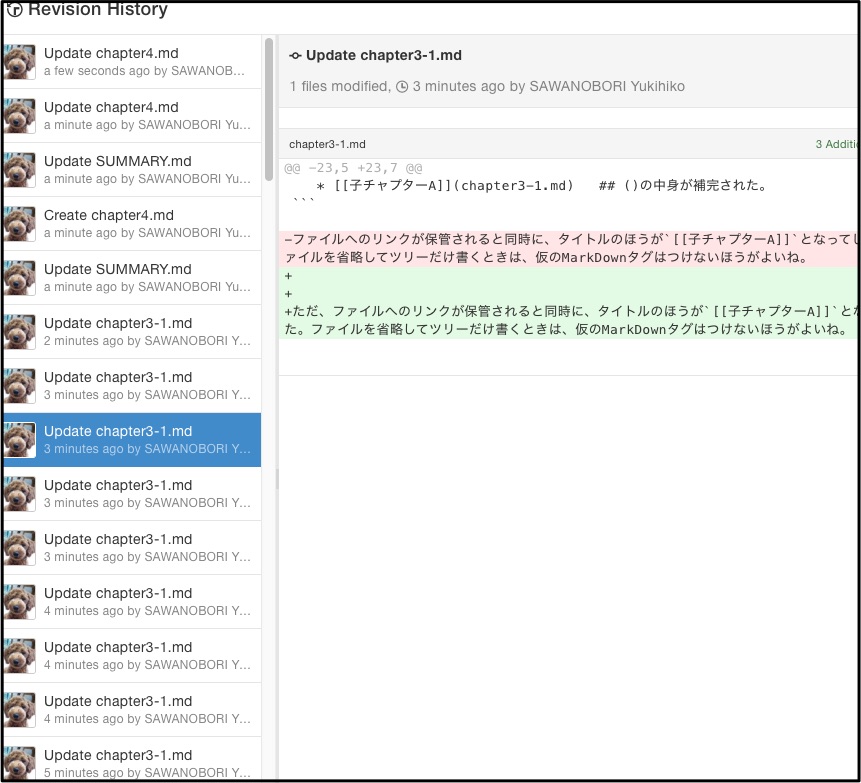 Revision History
Update chapter4.md
a few seconds ago by SAWANOB...
Update chapter4.md
a minute ago by SAWANOBORI Yu...
Update SUMMARY.md
a minute ago by SAWANOBORI Yu...
Create chapter4.md
a minute ago by SAWANOBORI Yu...
Update SUMMARY.md
a minute ago by SAWANOBORI Yu...
Update chapter3-1.md
2 minutes ago by SAWANOBORI Y...
Update chapter3-1.md
3 minutes ago by SAWANOBORI Y...
Update chapter3-1.md
3 minutes ago by SAWANOBORI Y...
Update chapter3-1.md
3 minutes ago by SAWANOBORI Y...
Update chapter3-1.md
3 minutes ago by SAWANOBORI Y...
Update chapter3-1.md
4 minutes ago by SAWANOBORI Y...
Update chapter3-1.md
4 minutes ago by SAWANOBORI Y...
Update chapter3-1.md
4 minutes ago by SAWANOBORI Y...
Update chapter3-1.md
5 minutes ago by SAWANOBORI Y...
Update chapter3-1.md
1 files modified, 3 minutes ago by SAWANOBORI Yukihiko
chapter3-1.md 3 Additi
@@ -23,5 +23,7 @@
* [[子チャプターA]](chapter3-1.md) ## ()の中身が補完された。
```
-ファイルへのリンクが保管されると同時に、タイトルのほうが`[[子チャプターA]]`となってし
ァイルを省略してツリーだけ書くときは、仮のMarkDownタグはつけないほうがよいね。
+
+
+ただ、ファイルへのリンクが保管されると同時に、タイトルのほうが`[[子チャプターA]]`とな
た。ファイルを省略してツリーだけ書くときは、仮のMarkDownタグはつけないほうがよいね。